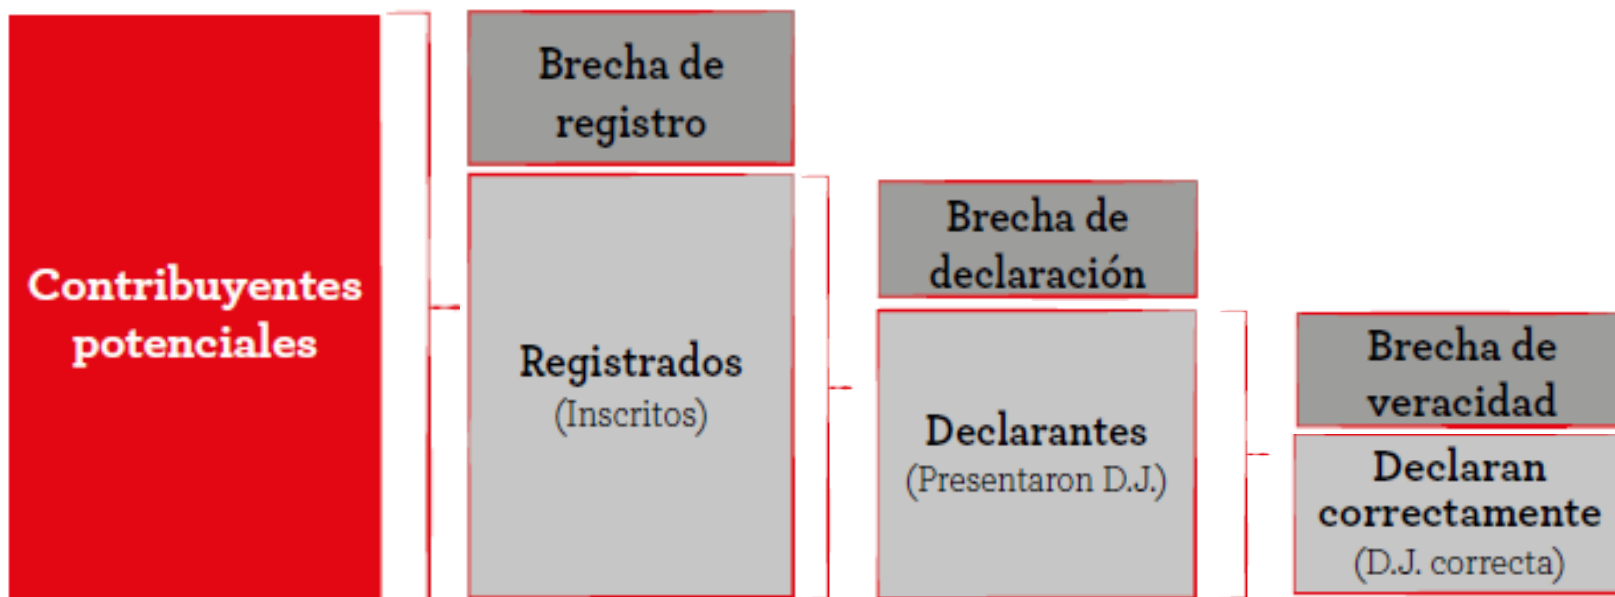 Contribuyentes
potenciales
Brecha de
registro
Registrados
(Inscritos)
Brecha de
declaración
Declarantes
(Presentaron D.J.)
Brecha de
veracidad
Declaran
correctamente
(D.J. correcta)